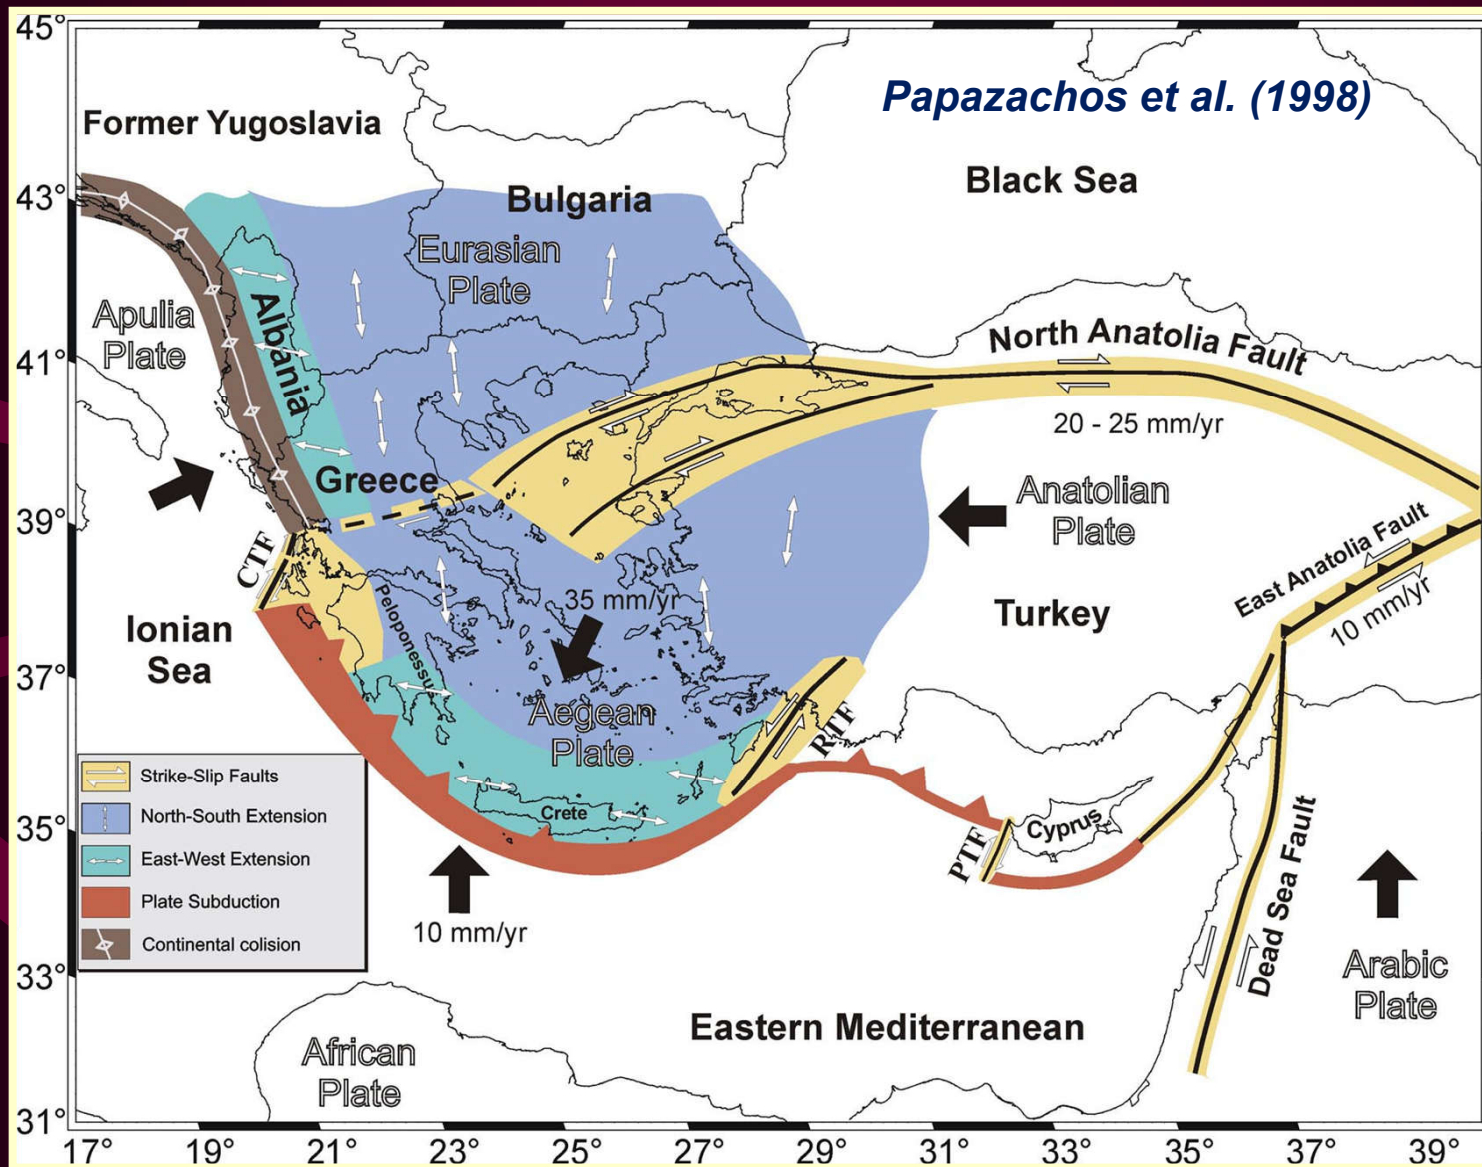 45°
Papazachos et al. (1998)
Former Yugoslavia
Black Sea
43°
Bulgaria
Eurasian
Plate
Apulia
Plate
Albania
North Anatolia Fault
41°
20 - 25 mm/yr
Greece
Anatolian
Plate
39°
CTF
East Anatolia Fault
10 mm/yr
Peloponessus
35 mm/yr
Turkey
Ionian
Sea
37°
Aegean
Plate
RTF
Strike-Slip Faults
North-South Extension
East-West Extension
Plate Subduction
Continental colision
Crete
35°
Cyprus
PTF
Dead Sea Fault
10 mm/yr
33°
Arabic
Plate
Eastern Mediterranean
African
Plate
31°
17° 19° 21° 23° 25° 27° 29° 31° 33° 35° 37° 39°